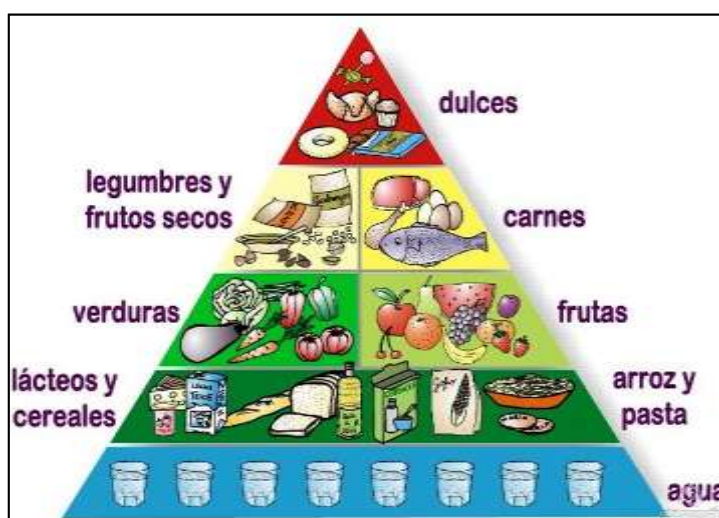 dulces
legumbres y
frutos secos
carnes
verduras
frutas
lácteos y
cereales
arroz y
pasta
agua